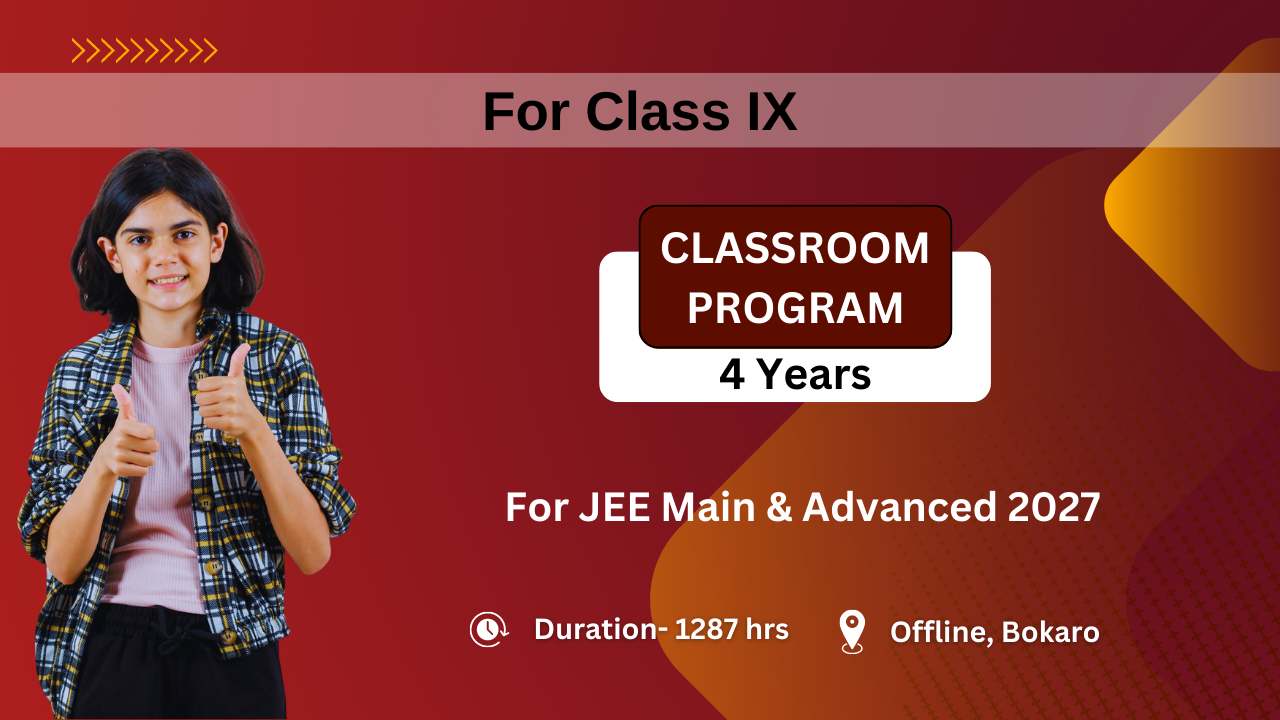 For Class IX
CLASSROOM
PROGRAM
4 Years
For JEE Main & Advanced 2027
Duration- 1287 hrs
Offline, Bokaro